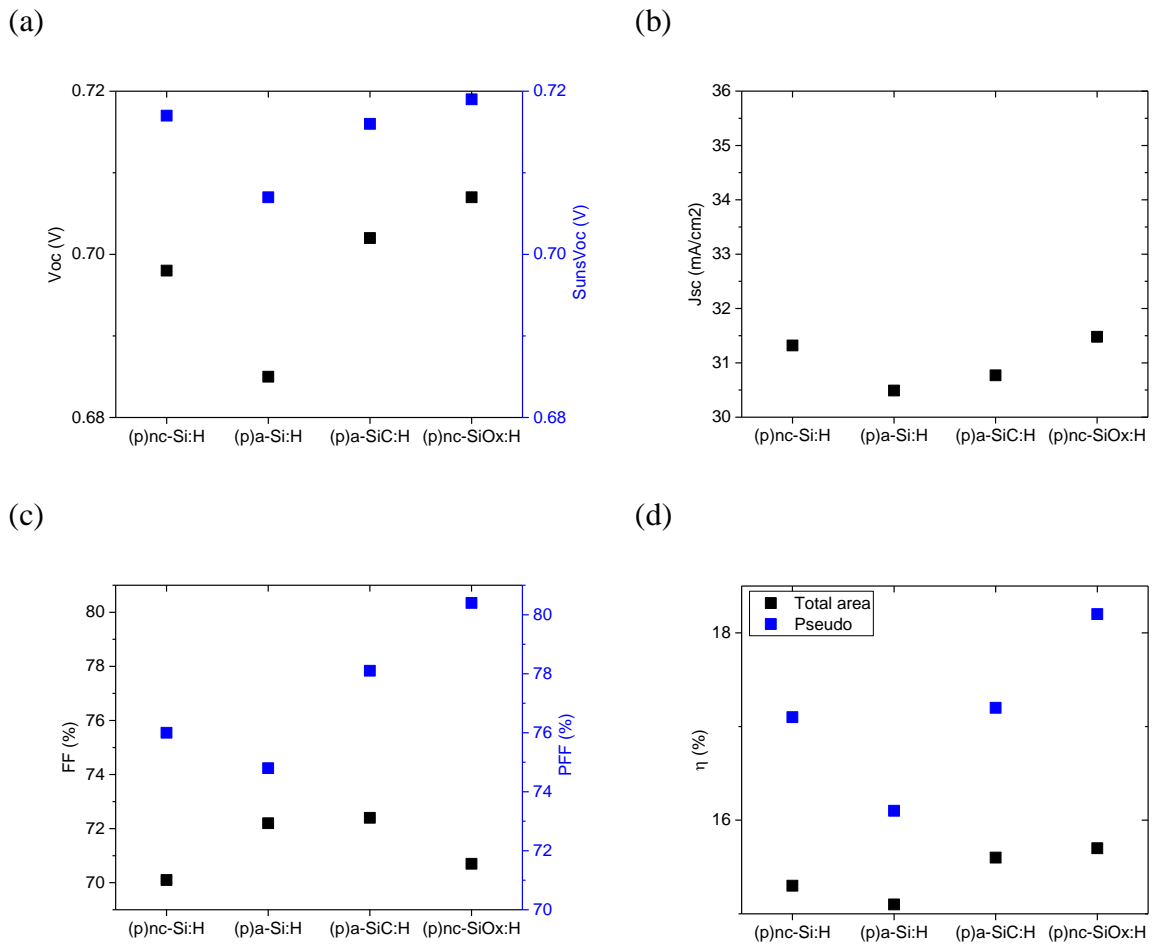 (a)
0.72
0.70
0.68
Voc (V)
0.72
0.70
0.68
SunsVoc (V)
(p)nc-Si:H (p)a-Si:H (p)a-SiC:H (p)nc-SiOx:H
(b)
36
35
34
33
32
31
30
Jsc (mA/cm2)
(p)nc-Si:H (p)a-Si:H (p)a-SiC:H (p)nc-SiOx:H
(c)
80
78
76
74
72
70
FF (%)
80
78
76
74
72
70
PFF (%)
(p)nc-Si:H (p)a-Si:H (p)a-SiC:H (p)nc-SiOx:H
(d)
Total area
Pseudo
18
16
η (%)
(p)nc-Si:H (p)a-Si:H (p)a-SiC:H (p)nc-SiOx:H